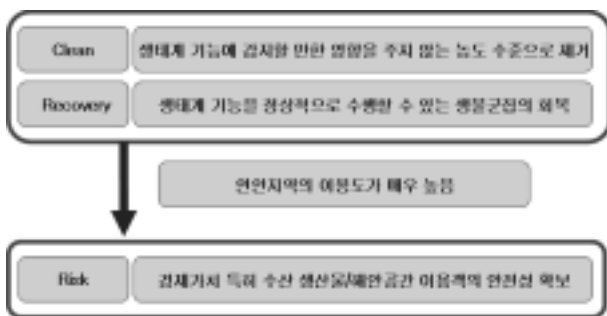 Clean
생태계 기능에 감지할 만한 영향을 주지 않는 농도 수준으로 제거
Recovery
생태계 기능을 정상적으로 수행할 수 있는 생물군집의 회복
연안지역의 이용도가 매우 높음
Risk
경제가치 특히 수산 생산물/해안공간 이용객의 안전성 확보